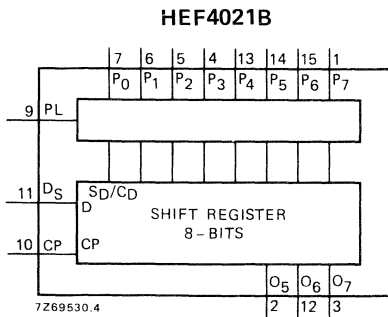 HEF4021B
7 6 5 4 13 14 15 1
P0 P1 P2 P3 P4 P5 P6 P7
9 PL
11 DS
SD/CD
D
SHIFT REGISTER
8-BITS
10 CP
CP
O5 O6 O7
7Z69530.4
2 12 3